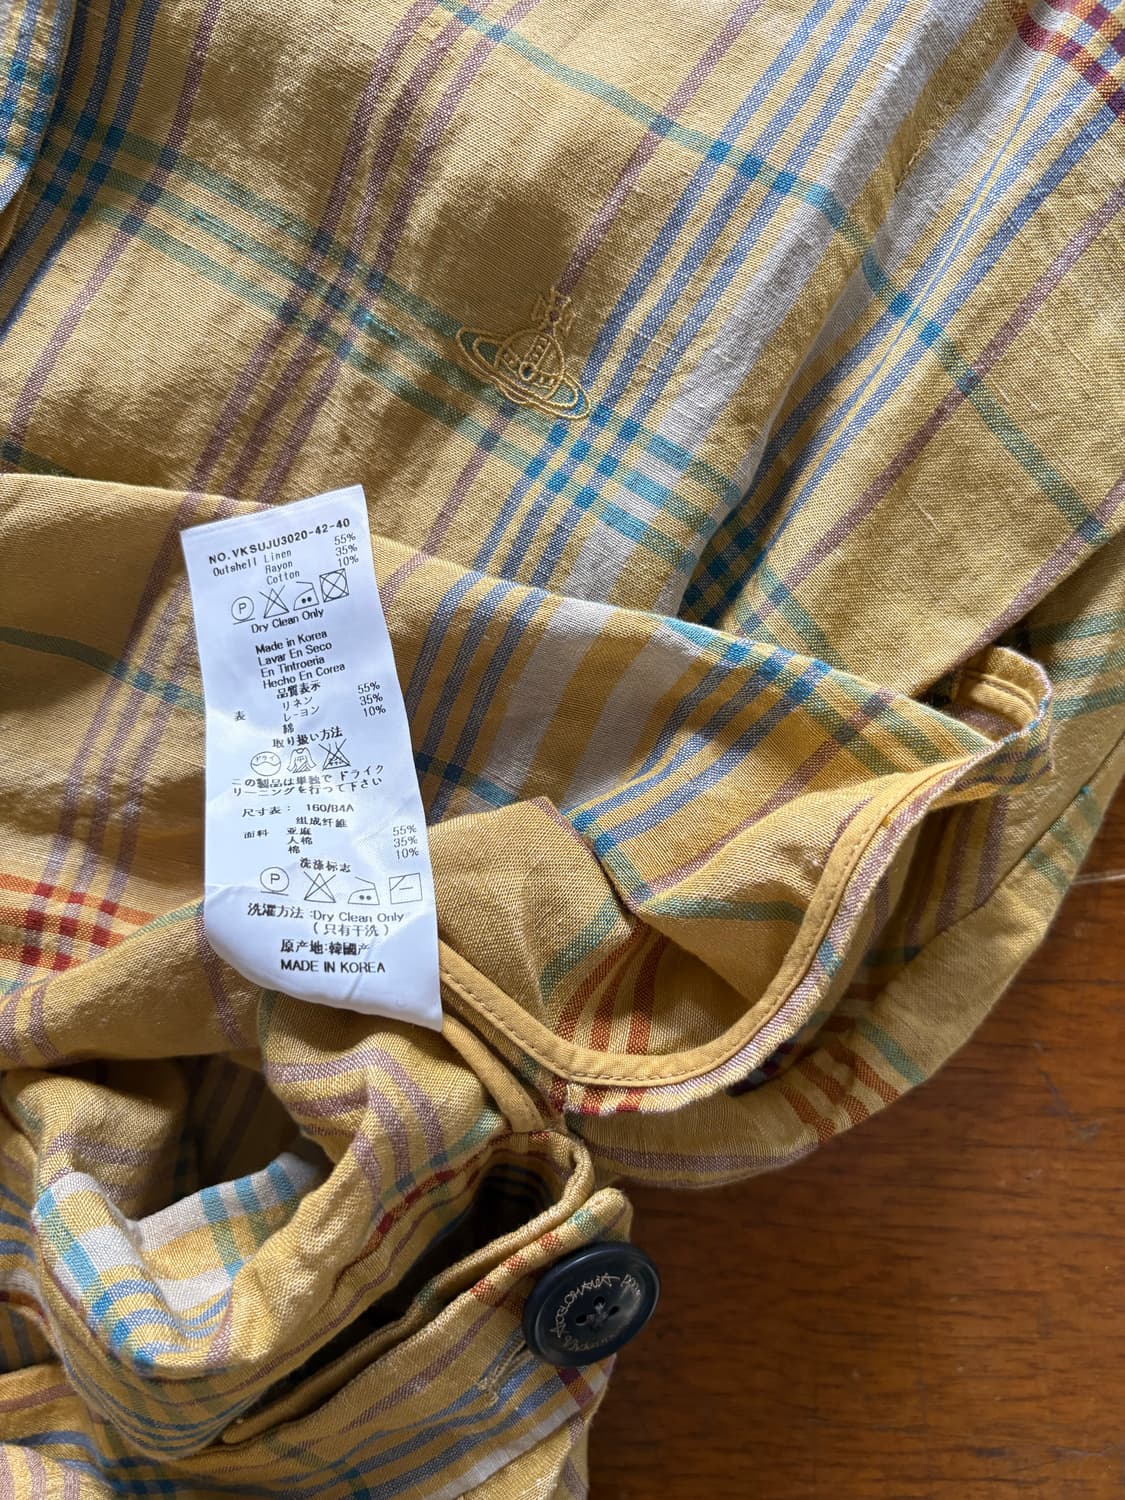 NO.VKSUJU3020-42-40
Outshell Linen 55%
Rayon 35%
Cotton 10%
P
Dry Clean Only
Made in Korea
Lavar En Seco
En Tintroeria
Hecho En Corea
品質表示
表 リネン 55%
レーヨン 35%
綿 10%
取り扱い方法
ドライ
この製品は単独で ドライク
リーニングを行って下さい
尺寸表： 160/84A
组成纤维
面料 亚麻 55%
人棉 35%
棉 10%
洗涤标志
P
洗濯方法 :Dry Clean Only
(只有干洗)
原产地:韓國产
MADE IN KOREA